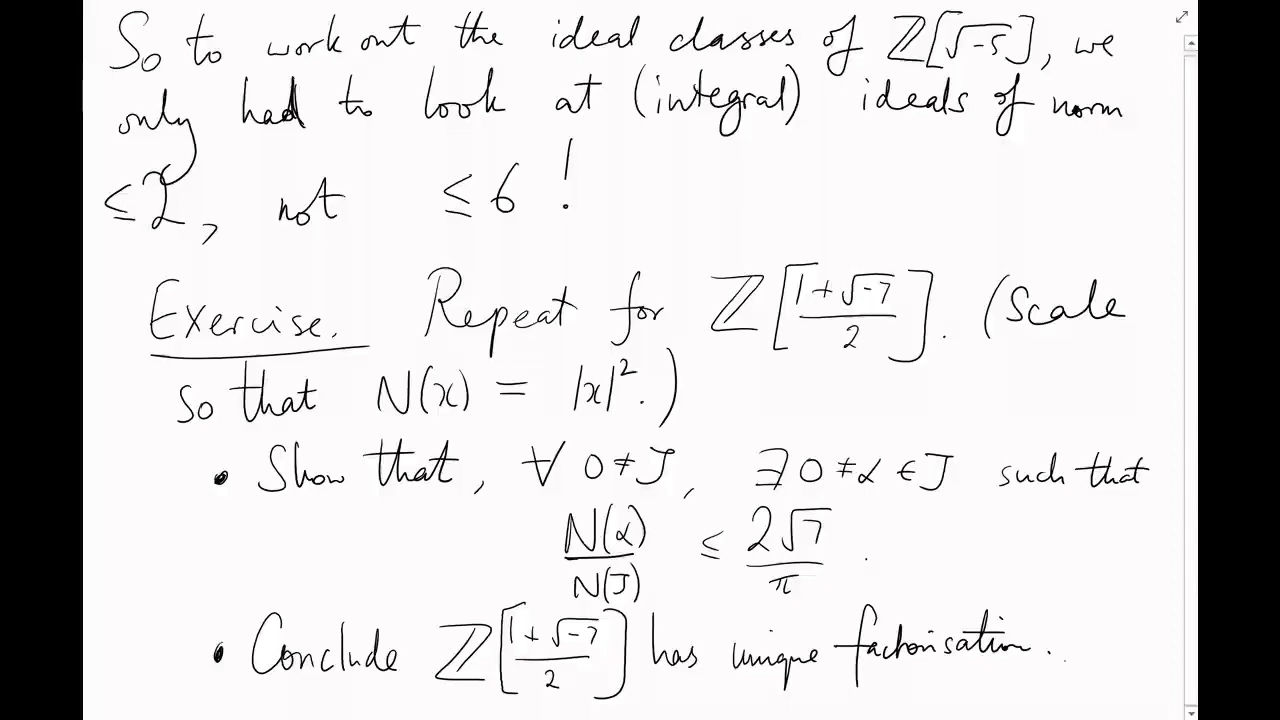 So to work out the ideal classes of ℤ[√-5], we
only had to look at (integral) ideals of norm
≤2, not ≤6 !
Exercise. Repeat for ℤ[(1+√-7)/2]. (Scale
so that N(x) = |x|².)
• Show that, ∀ 0≠J, ∃ 0≠α∈J such that
N(α)/N(J) ≤ 2√7/π.
• Conclude ℤ[(1+√-7)/2] has unique factorisation.